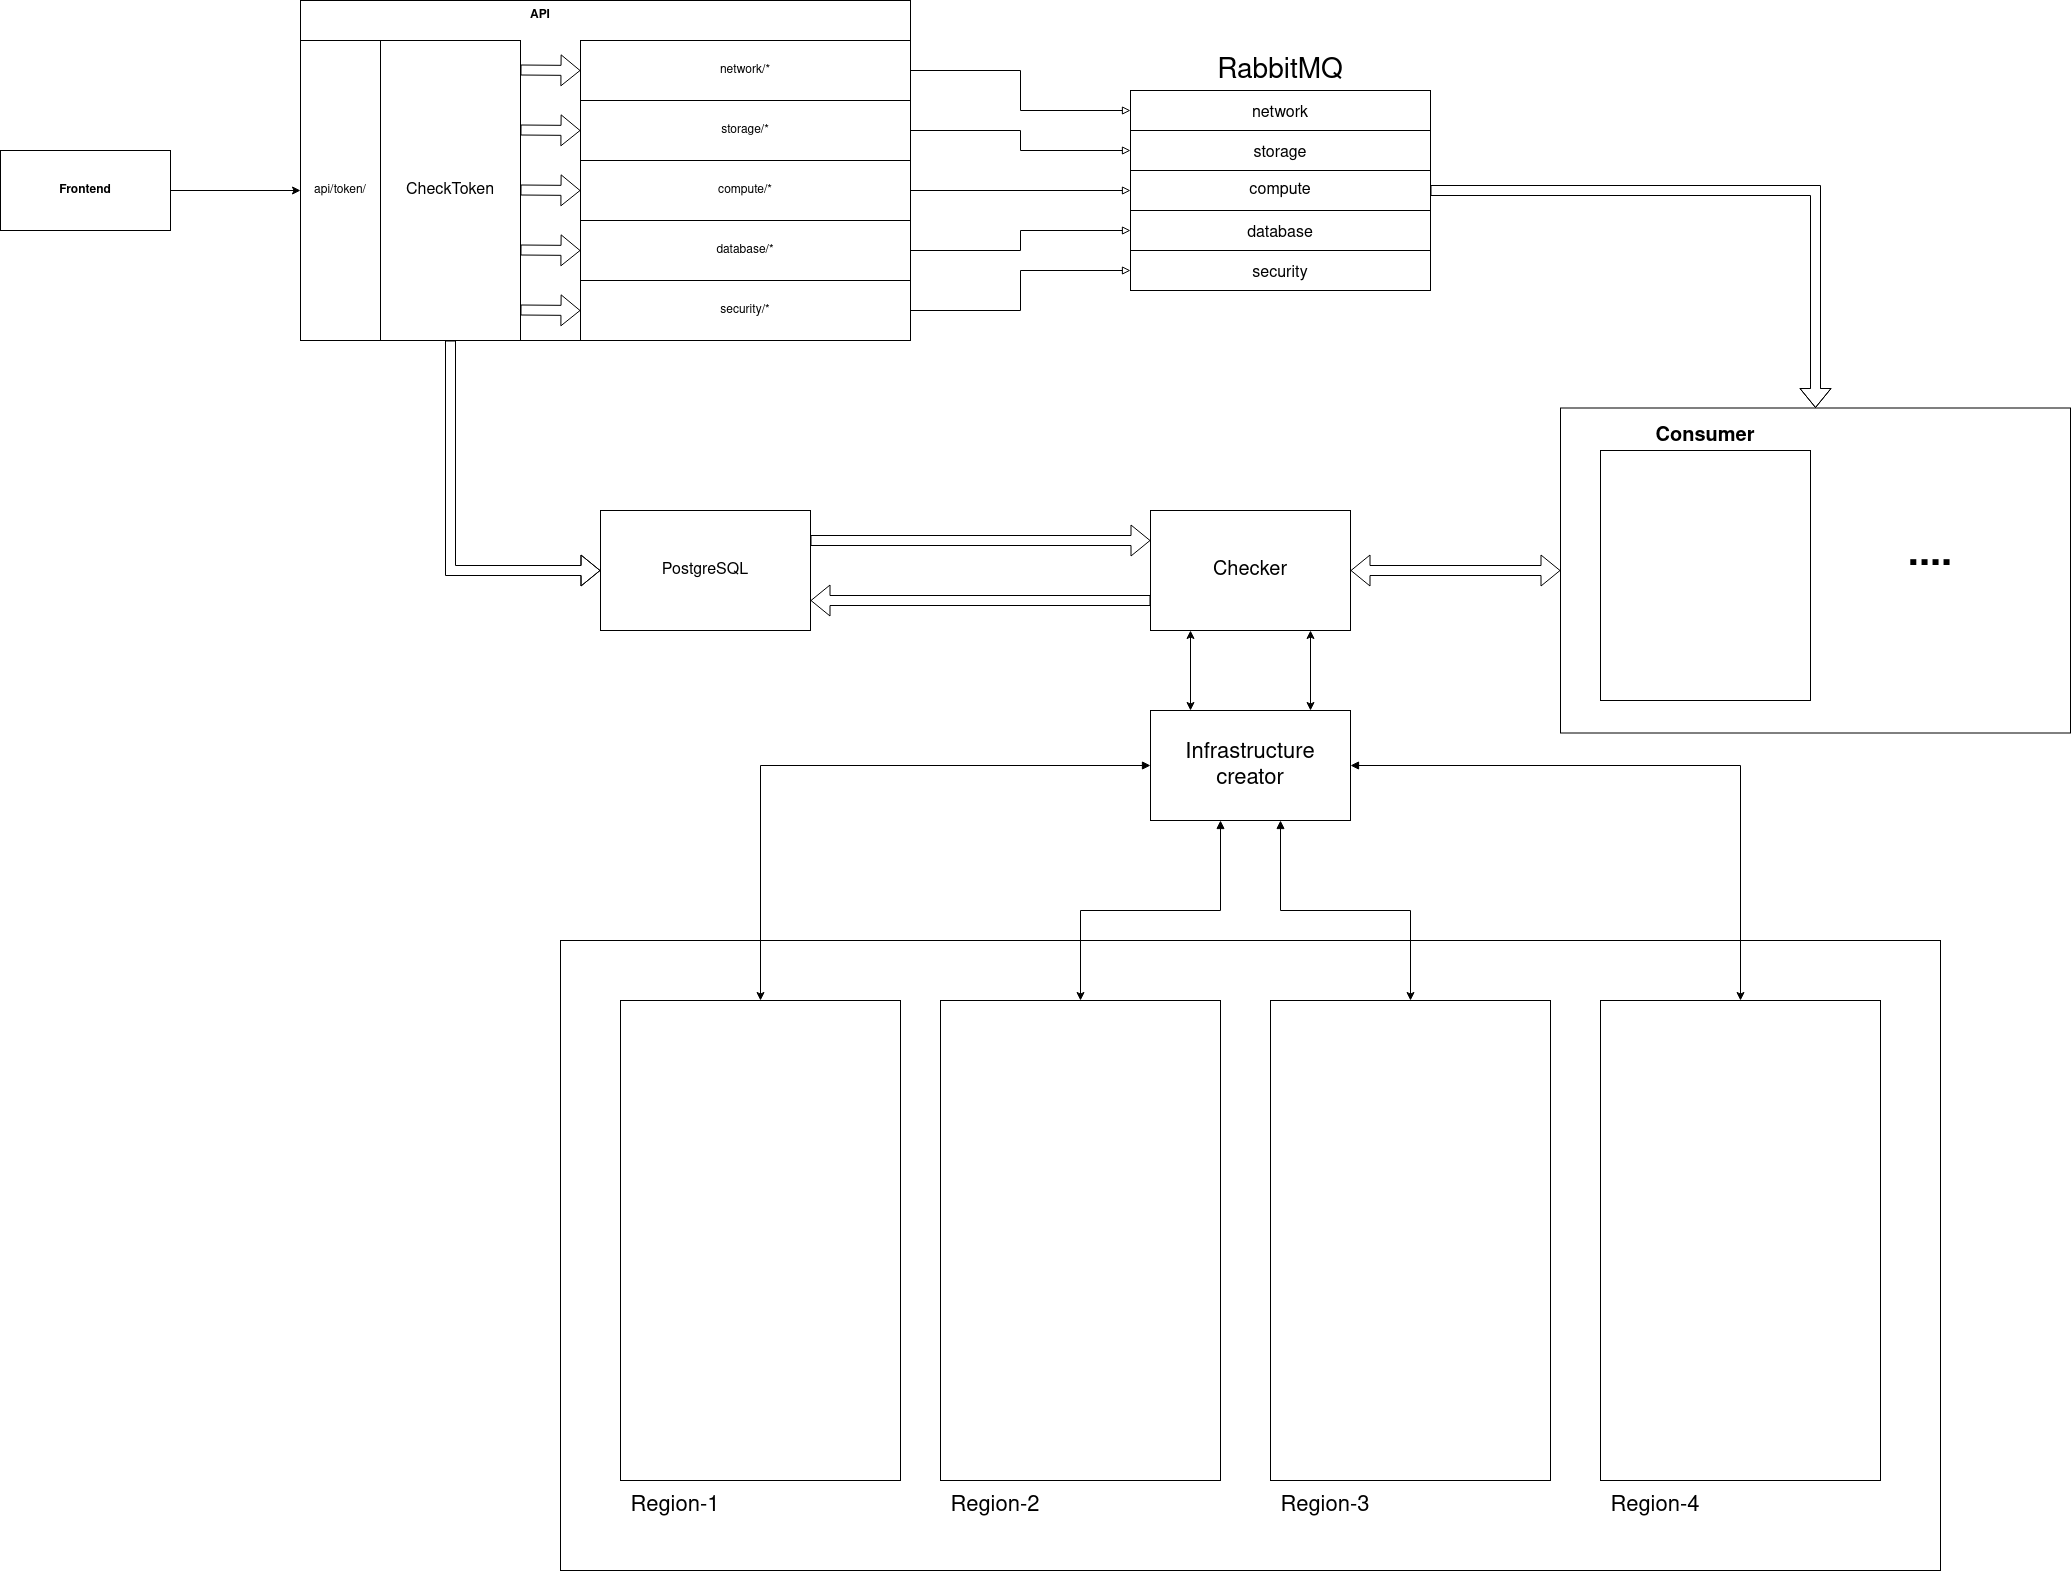 API
Frontend
api/token/
CheckToken
network/*
storage/*
compute/*
database/*
security/*
RabbitMQ
network
storage
compute
database
security
Consumer
....
PostgreSQL
Checker
Infrastructure
creator
Region-1
Region-2
Region-3
Region-4